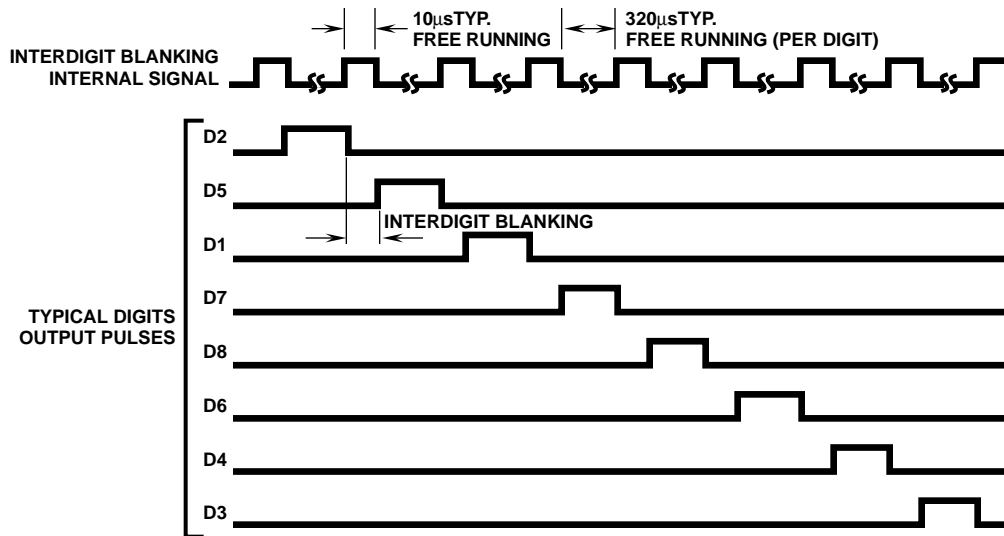 10µsTYP.
FREE RUNNING
320µsTYP.
FREE RUNNING (PER DIGIT)
INTERDIGIT BLANKING
INTERNAL SIGNAL
D2
D5
INTERDIGIT BLANKING
D1
D7
TYPICAL DIGITS
OUTPUT PULSES
D8
D6
D4
D3